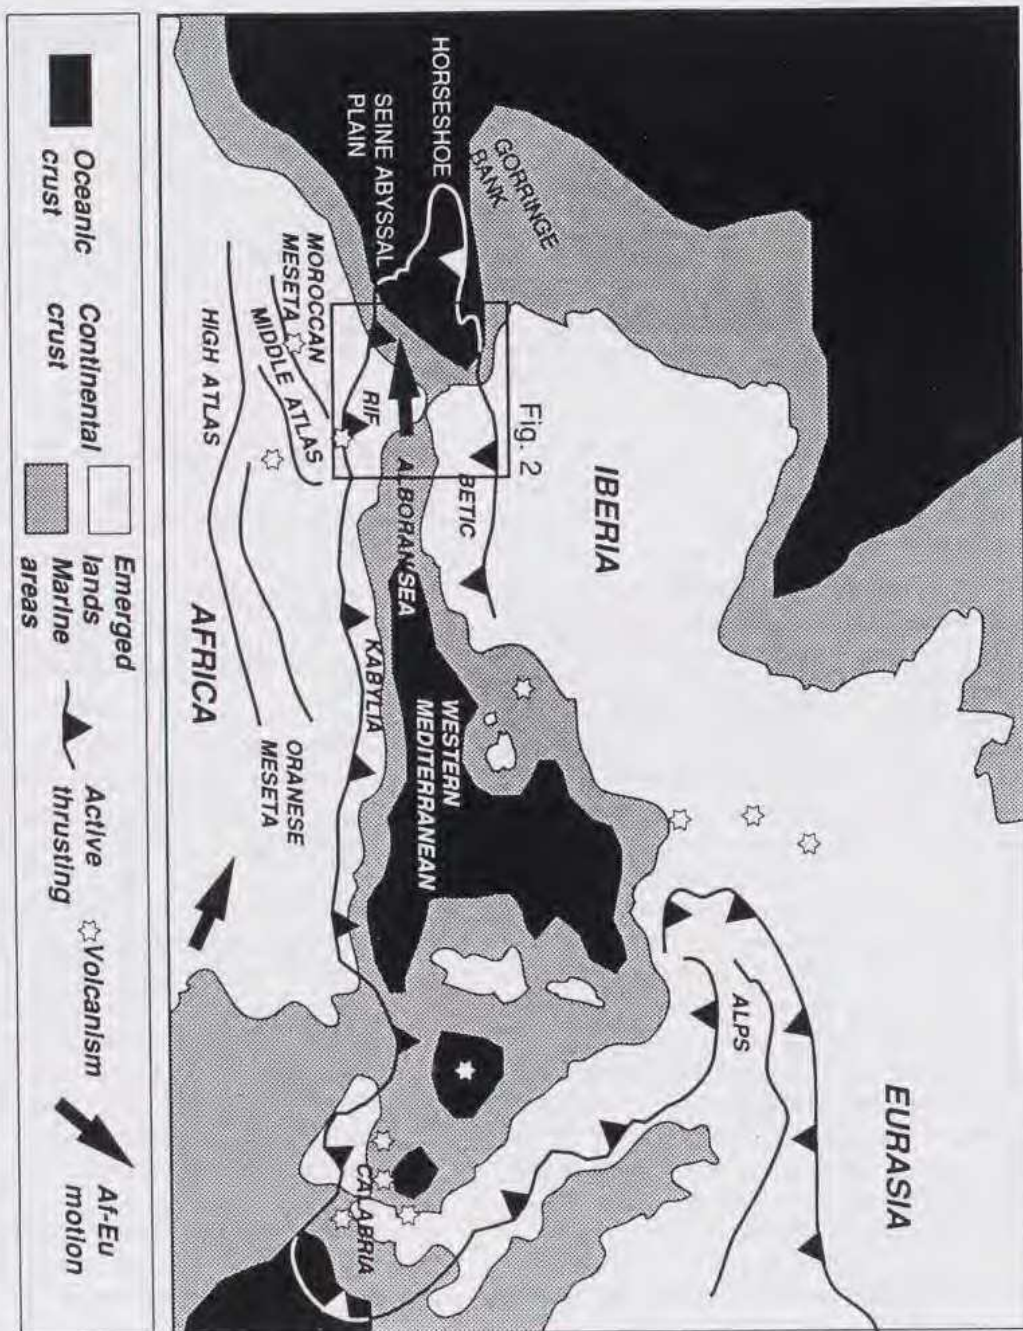 HORSESHOE
GORRINGE
BANK
SEINE ABYSSAL
PLAIN
Fig. 2
IBERIA
EURASIA
ALPS
BETIC
ALBORAN SEA
WESTERN
MEDITERRANEAN
RIF
KABYLIA
CALABRIA
MOROCCAN
MESETA
MIDDLE ATLAS
HIGH ATLAS
ORANESE
MESETA
AFRICA
Oceanic
crust
Continental
crust
Emerged
lands
Marine
areas
Active
thrusting
Volcanism
Af-Eu
motion